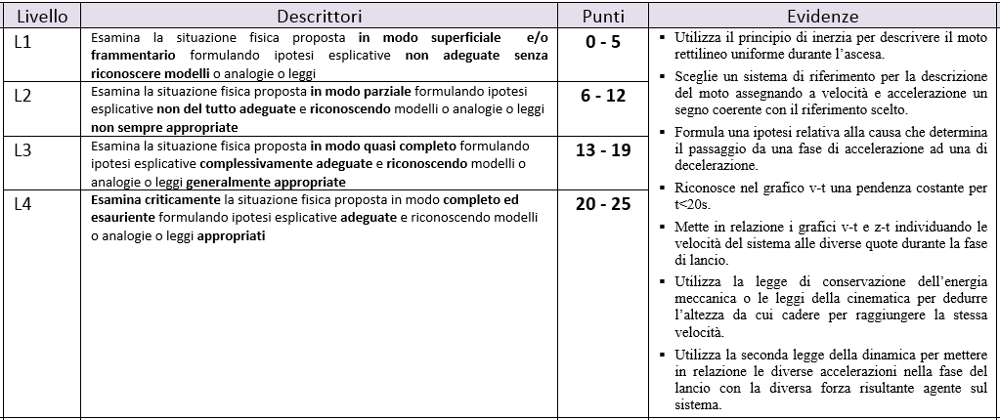 Livello Descrittori Punti Evidenze
L1 Esamina la situazione fisica proposta in modo superficiale e/o
frammentario formulando ipotesi esplicative non adeguate senza
riconoscere modelli o analogie o leggi
0 - 5
L2 Esamina la situazione fisica proposta in modo parziale formulando ipotesi
esplicative non del tutto adeguate e riconoscendo modelli o analogie o leggi
non sempre appropriate
6 - 12
L3 Esamina la situazione fisica proposta in modo quasi completo formulando
ipotesi esplicative complessivamente adeguate e riconoscendo modelli o
analogie o leggi generalmente appropriate
13 - 19
L4 Esamina criticamente la situazione fisica proposta in modo completo ed
esauriente formulando ipotesi esplicative adeguate e riconoscendo modelli
o analogie o leggi appropriati
20 - 25
▪ Utilizza il principio di inerzia per descrivere il moto
rettilineo uniforme durante l'ascesa.
▪ Sceglie un sistema di riferimento per la descrizione
del moto assegnando a velocità e accelerazione un
segno coerente con il riferimento scelto.
▪ Formula una ipotesi relativa alla causa che determina
il passaggio da una fase di accelerazione ad una di
decelerazione.
▪ Riconosce nel grafico v-t una pendenza costante per
t<20s.
▪ Mette in relazione i grafici v-t e z-t individuando le
velocità del sistema alle diverse quote durante la fase
di lancio.
▪ Utilizza la legge di conservazione dell'energia
meccanica o le leggi della cinematica per dedurre
l'altezza da cui cadere per raggiungere la stessa
velocità.
▪ Utilizza la seconda legge della dinamica per mettere
in relazione le diverse accelerazioni nella fase del
lancio con la diversa forza risultante agente sul
sistema.